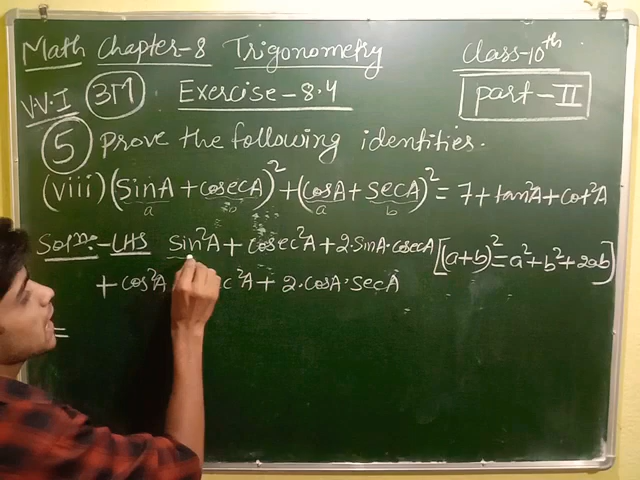 Math Chapter-8 Trigonometry Class-10th
V.V.I 3M Exercise-8.4 part-II
5 prove the following identities.
(viii) (SinA + cosecA)² + (cosA + secA)² = 7 + tan²A + cot²A
a b a b
Solⁿ:- LHS sin²A + cosec²A + 2·sinA·cosecA [(a+b)² = a² + b² + 2ab]
+ cos²A c²A + 2·cosA·secA
=